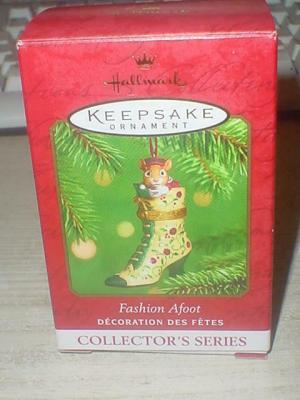 Hallmark
KEEPSAKE
ORNAMENT
Fashion Afoot
DÉCORATION DES FÊTES
COLLECTOR'S SERIES